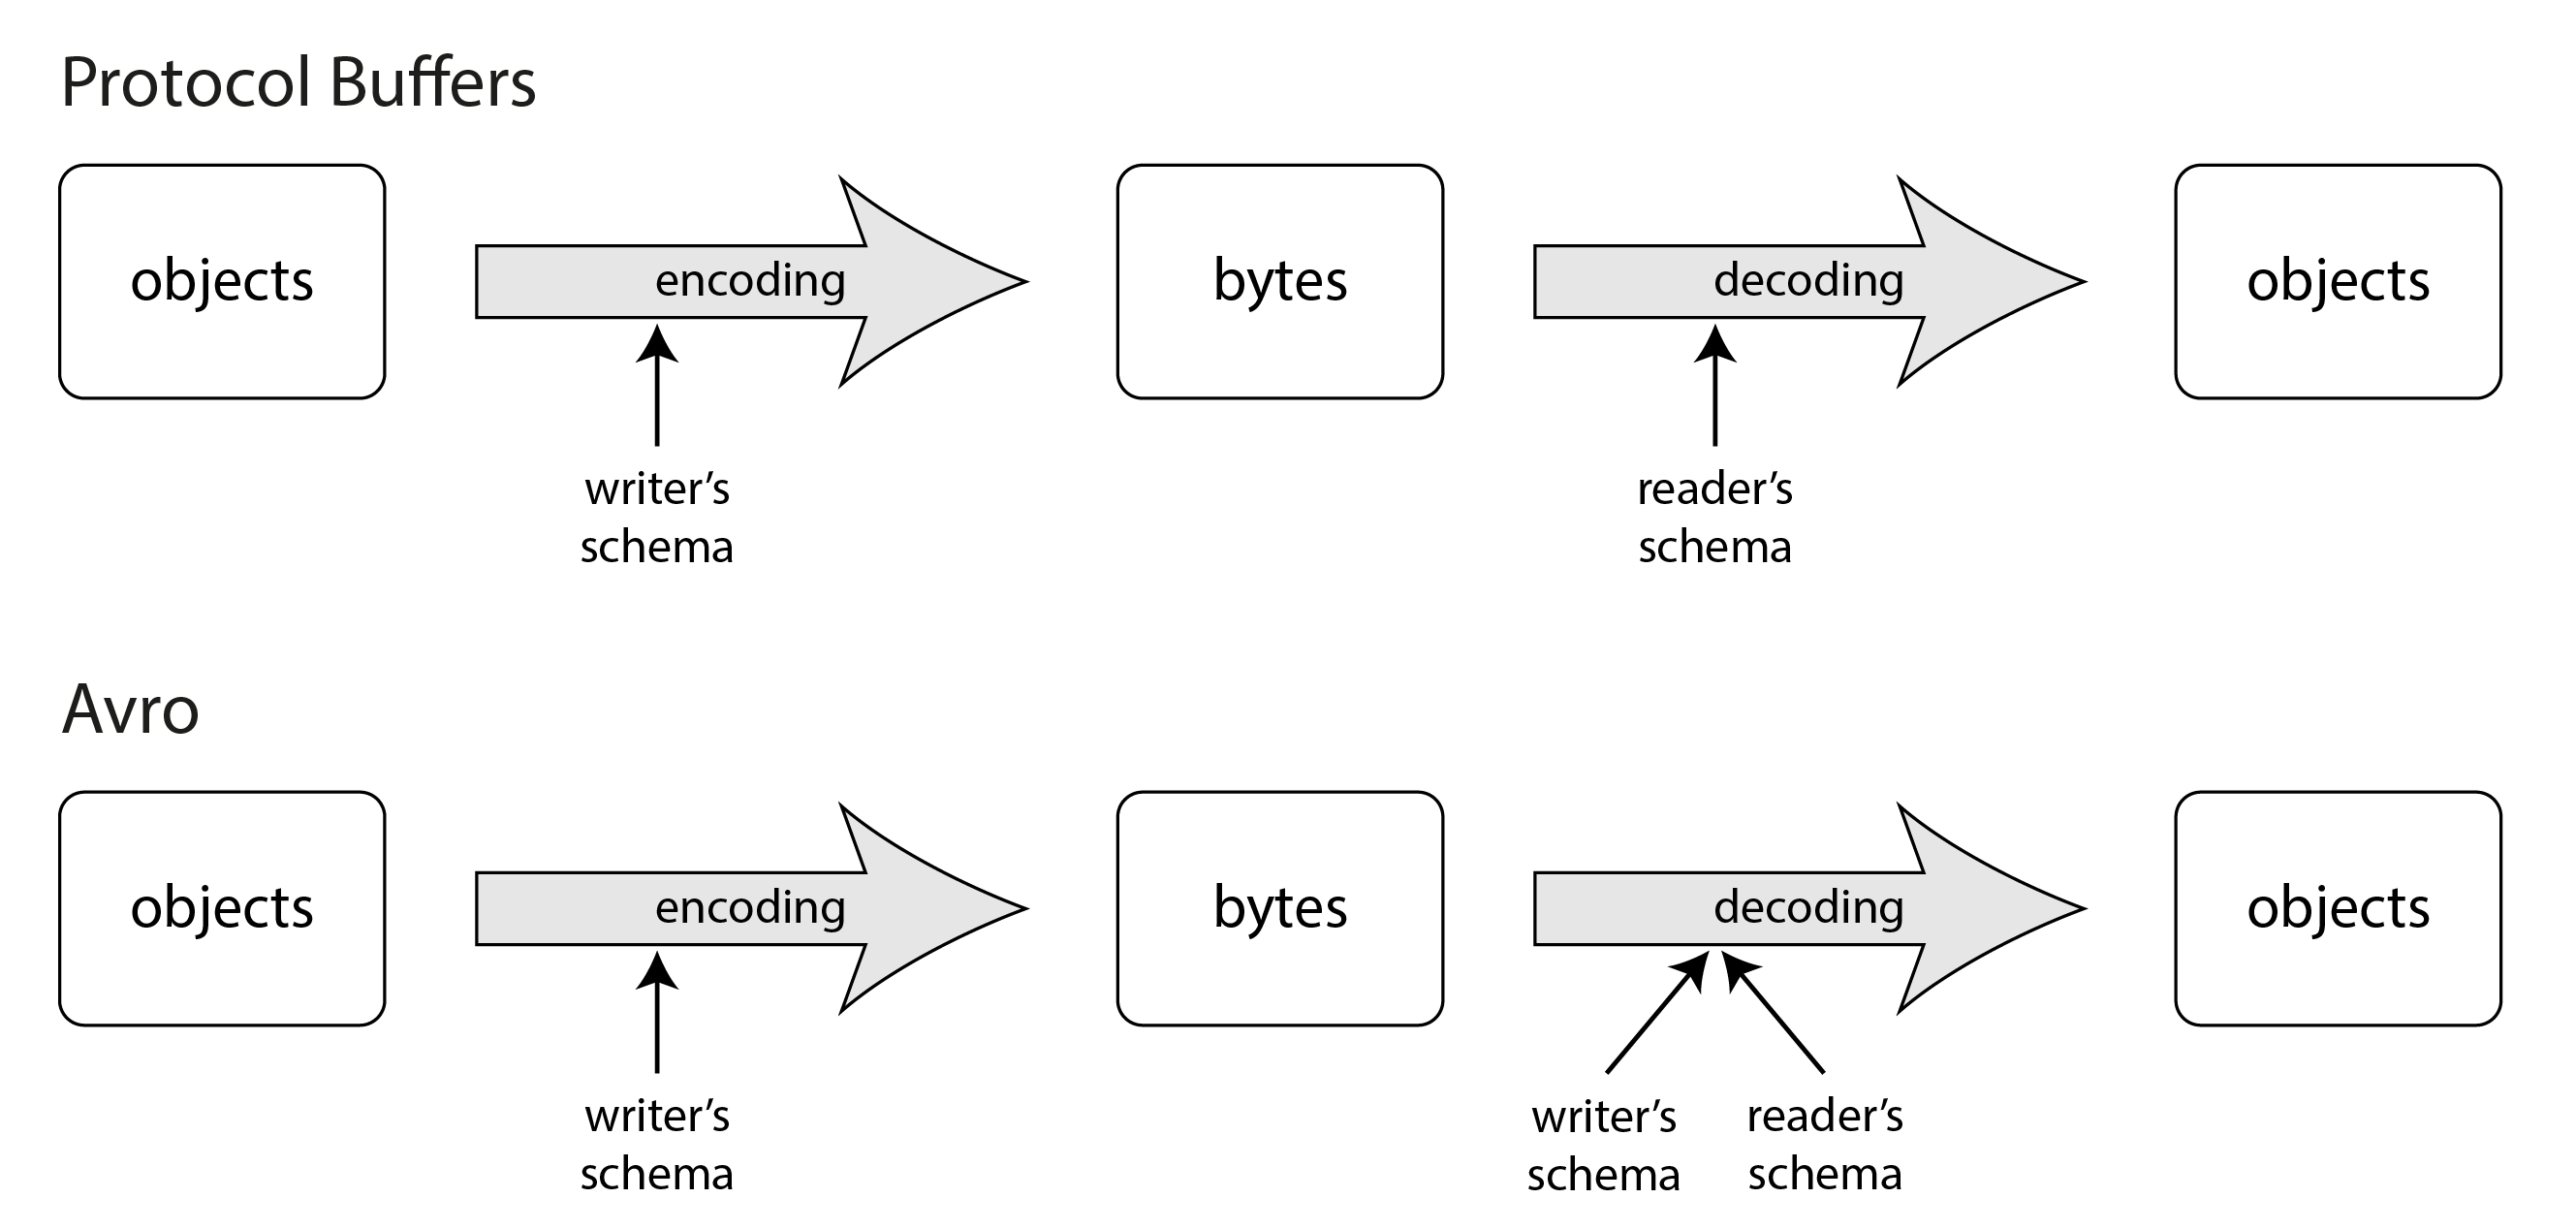 Protocol Buffers
objects
encoding
bytes
decoding
objects
writer’s
schema
reader’s
schema
Avro
objects
encoding
bytes
decoding
objects
writer’s
schema
writer’s
schema
reader’s
schema